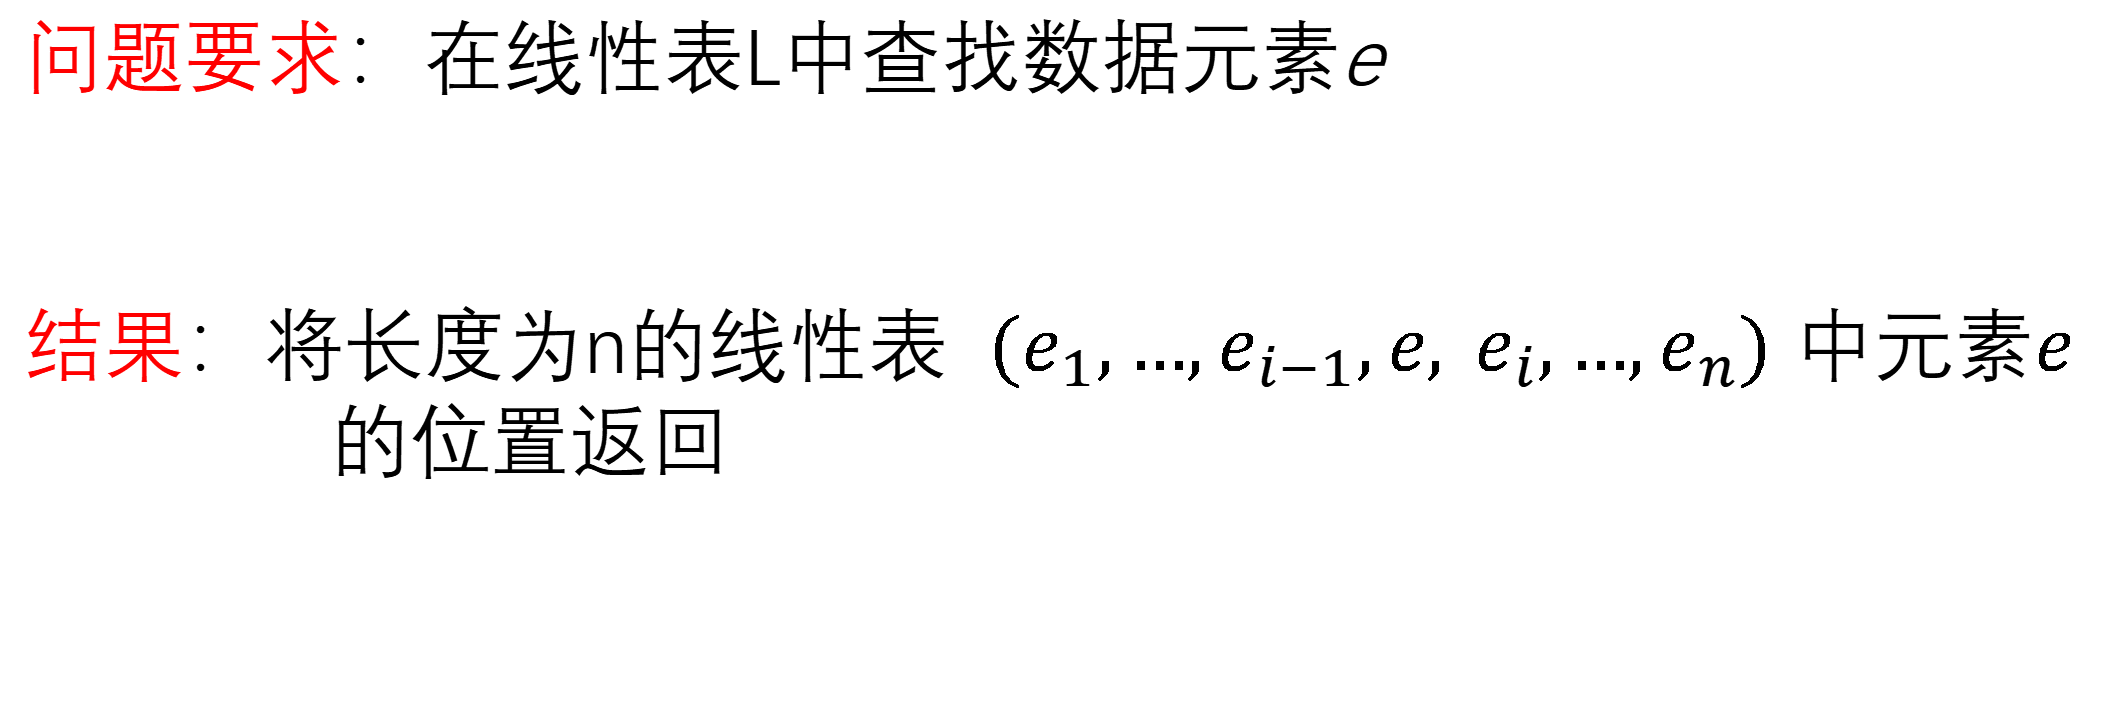 问题要求：在线性表L中查找数据元素e
结果：将长度为n的线性表 (e₁, …, eᵢ₋₁, e, eᵢ, …, eₙ) 中元素e
的位置返回